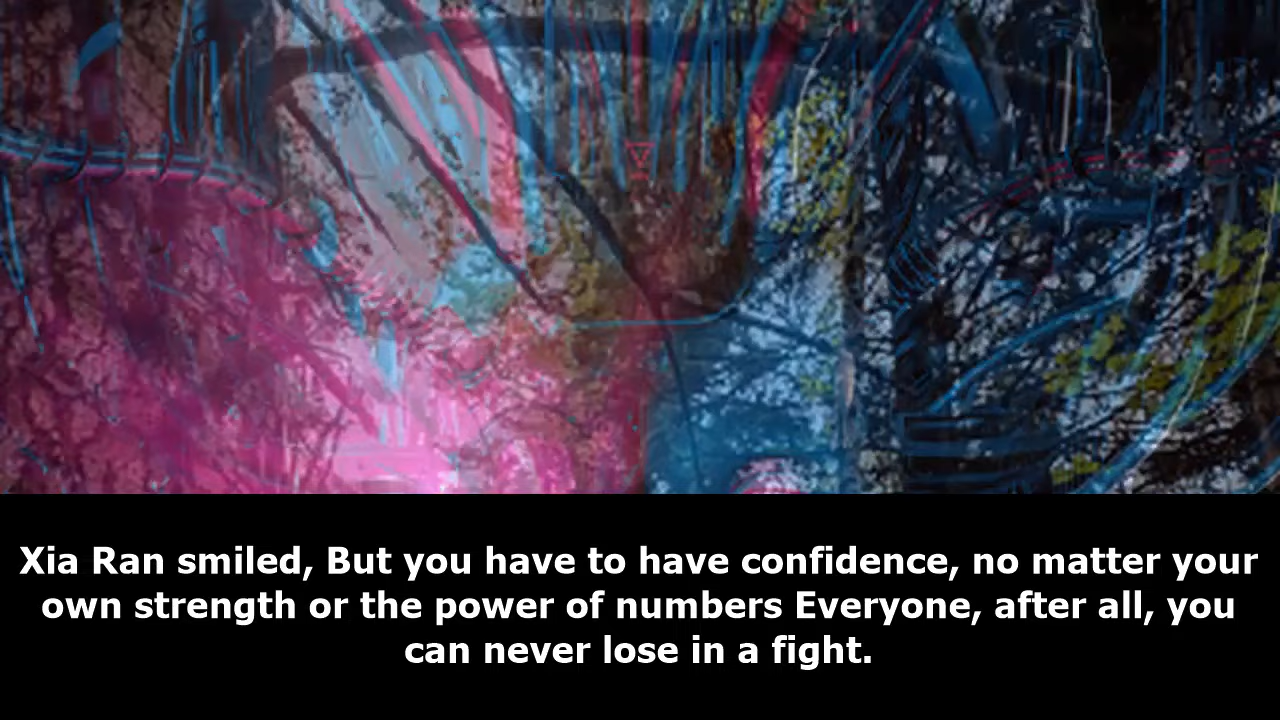 Xia Ran smiled, But you have to have confidence, no matter your
own strength or the power of numbers Everyone, after all, you
can never lose in a fight.